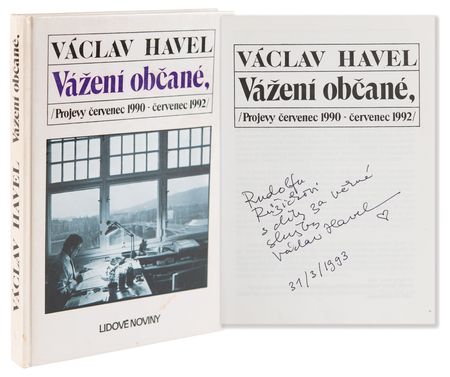 VÁCLAV HAVEL Vážení občané,
VÁCLAV HAVEL
Vážení občané,
/Projevy červenec 1990 - červenec 1992/
LIDOVÉ NOVINY
VÁCLAV HAVEL
Vážení občané,
/Projevy červenec 1990 - červenec 1992/
Rudolfu
Růžičkovi
s díky za věrné
služby
Václav Havel
31/3/1993